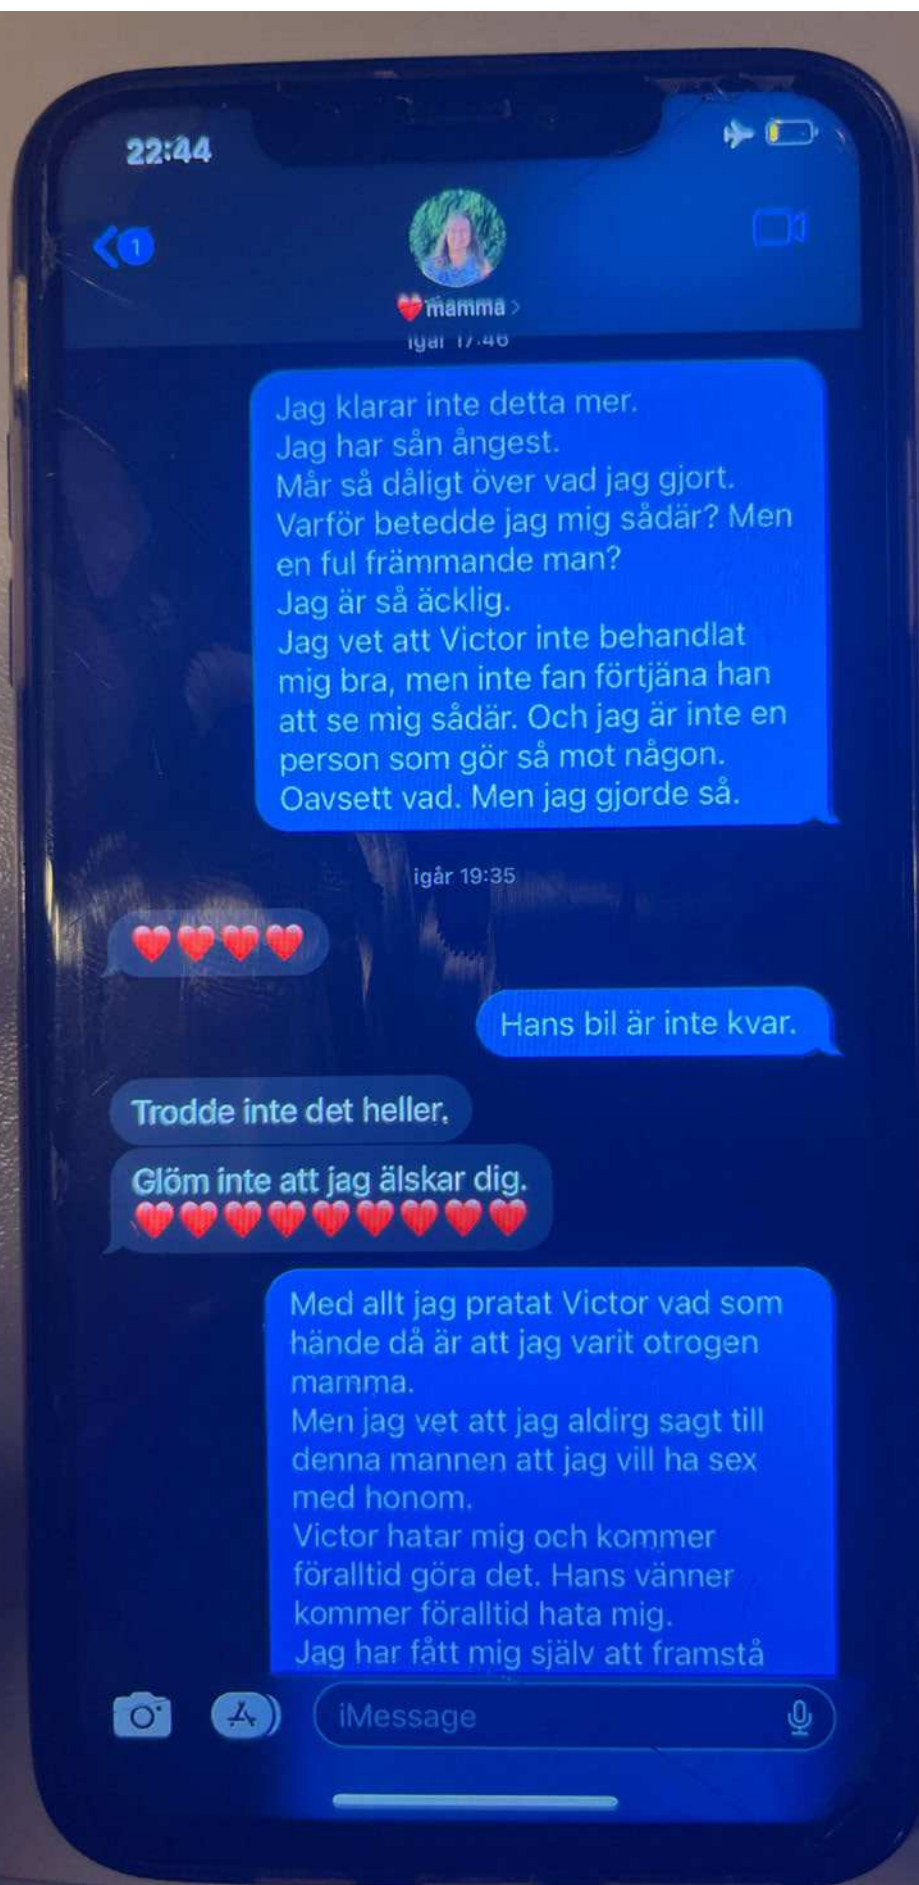 22:44
1
mamma >
igår 17:46
Jag klarar inte detta mer.
Jag har sån ångest.
Mår så dåligt över vad jag gjort.
Varför betedde jag mig sådär? Men
en ful främmande man?
Jag är så äcklig.
Jag vet att Victor inte behandlat
mig bra, men inte fan förtjäna han
att se mig sådär. Och jag är inte en
person som gör så mot någon.
Oavsett vad. Men jag gjorde så.
igår 19:35
Hans bil är inte kvar.
Trodde inte det heller.
Glöm inte att jag älskar dig.
Med allt jag pratat Victor vad som
hände då är att jag varit otrogen
mamma.
Men jag vet att jag aldirg sagt till
denna mannen att jag vill ha sex
med honom.
Victor hatar mig och kommer
föralltid göra det. Hans vänner
kommer föralltid hata mig.
Jag har fått mig själv att framstå
iMessage